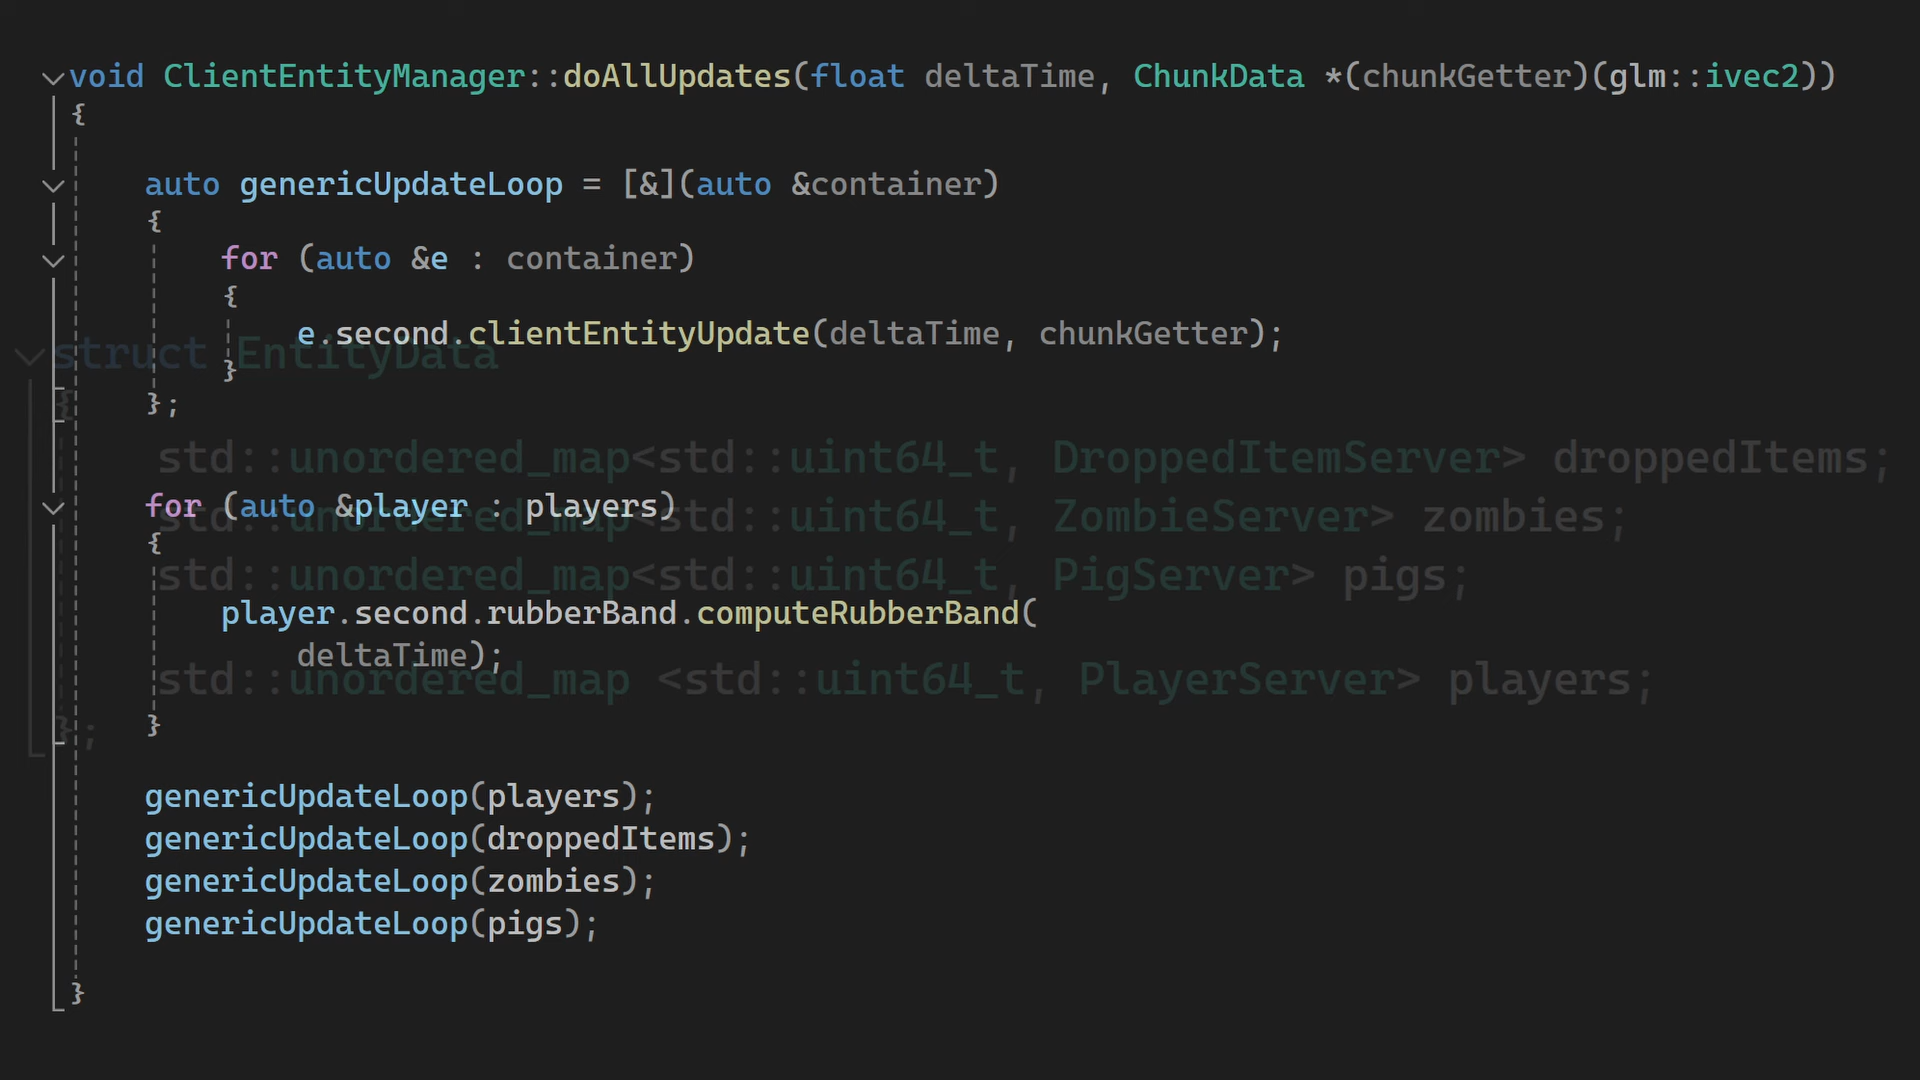 void ClientEntityManager::doAllUpdates(float deltaTime, ChunkData *(chunkGetter)(glm::ivec2))
{
auto genericUpdateLoop = [&](auto &container)
{
for (auto &e : container)
{
e.second.clientEntityUpdate(deltaTime, chunkGetter);
}
};
for (auto &player : players)
{
player.second.rubberBand.computeRubberBand(
deltaTime);
}
genericUpdateLoop(players);
genericUpdateLoop(droppedItems);
genericUpdateLoop(zombies);
genericUpdateLoop(pigs);
}
struct EntityData
{
std::unordered_map<std::uint64_t, DroppedItemServer> droppedItems;
std::unordered_map<std::uint64_t, ZombieServer> zombies;
std::unordered_map<std::uint64_t, PigServer> pigs;
std::unordered_map <std::uint64_t, PlayerServer> players;
};